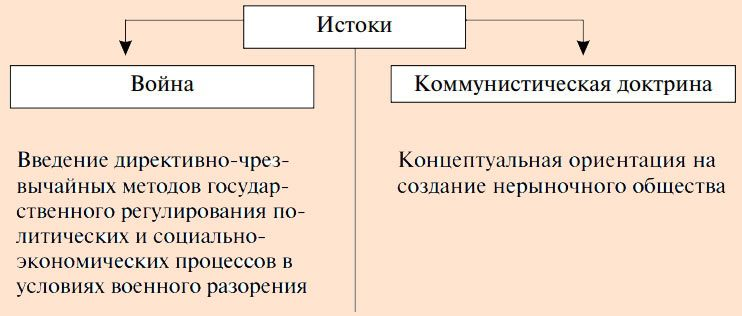 Истоки
Война
Коммунистическая доктрина
Введение директивно-чрез-
вычайных методов государ-
ственного регулирования по-
литических и социально-
экономических процессов в
условиях военного разорения
Концептуальная ориентация на
создание нерыночного общества